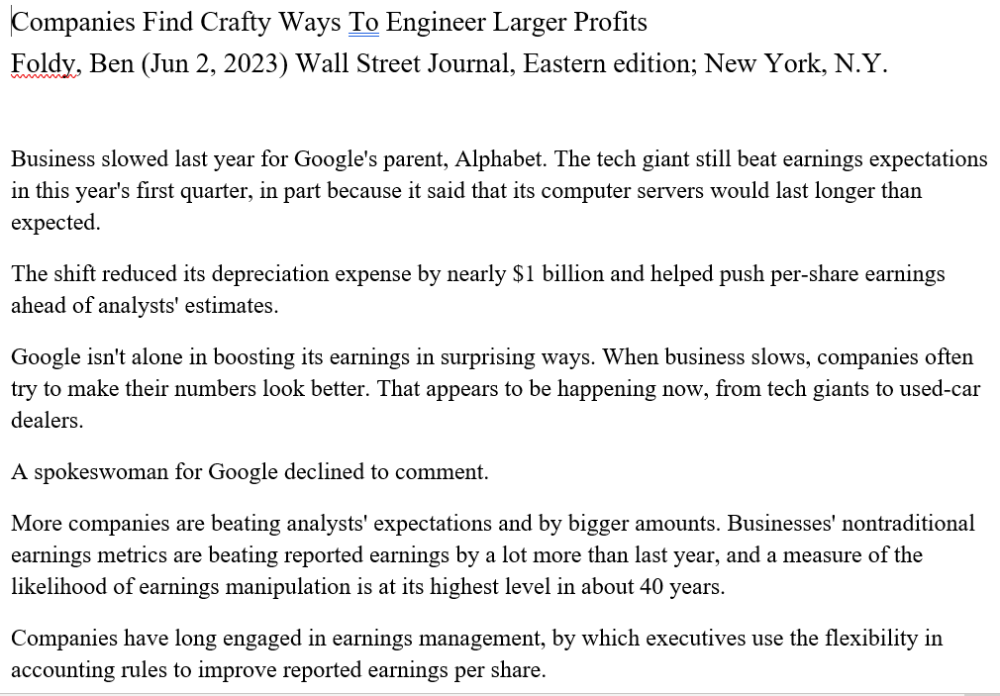 Companies Find Crafty Ways To Engineer Larger Profits
Foldy, Ben (Jun 2, 2023) Wall Street Journal, Eastern edition; New York, N.Y.
Business slowed last year for Google's parent, Alphabet. The tech giant still beat earnings expectations
in this year's first quarter, in part because it said that its computer servers would last longer than
expected.
The shift reduced its depreciation expense by nearly $1 billion and helped push per-share earnings
ahead of analysts' estimates.
Google isn't alone in boosting its earnings in surprising ways. When business slows, companies often
try to make their numbers look better. That appears to be happening now, from tech giants to used-car
dealers.
A spokeswoman for Google declined to comment.
More companies are beating analysts' expectations and by bigger amounts. Businesses' nontraditional
earnings metrics are beating reported earnings by a lot more than last year, and a measure of the
likelihood of earnings manipulation is at its highest level in about 40 years.
Companies have long engaged in earnings management, by which executives use the flexibility in
accounting rules to improve reported earnings per share.